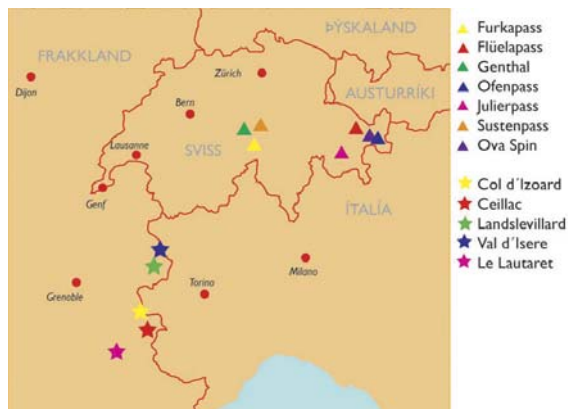 ÞÝSKALAND
FRAKKLAND
Zürich
Dijon
AUSTURRÍKI
Bern
Lausanne
SVISS
Genf
ÍTALÍA
Milano
Grenoble
Torino
Furkapass
Flüelapass
Genthal
Ofenpass
Julierpass
Sustenpass
Ova Spin
Col d´Izoard
Ceillac
Landslevillard
Val d´Isere
Le Lautaret